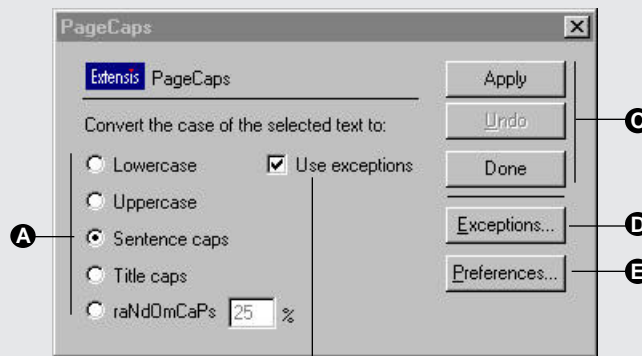 PageCaps
Extensis PageCaps
Apply
Convert the case of the selected text to:
Undo
C
Lowercase
Use exceptions
Done
Uppercase
A
Sentence caps
Exceptions...
D
Title caps
Preferences...
E
raNdOmCaPs 25 %